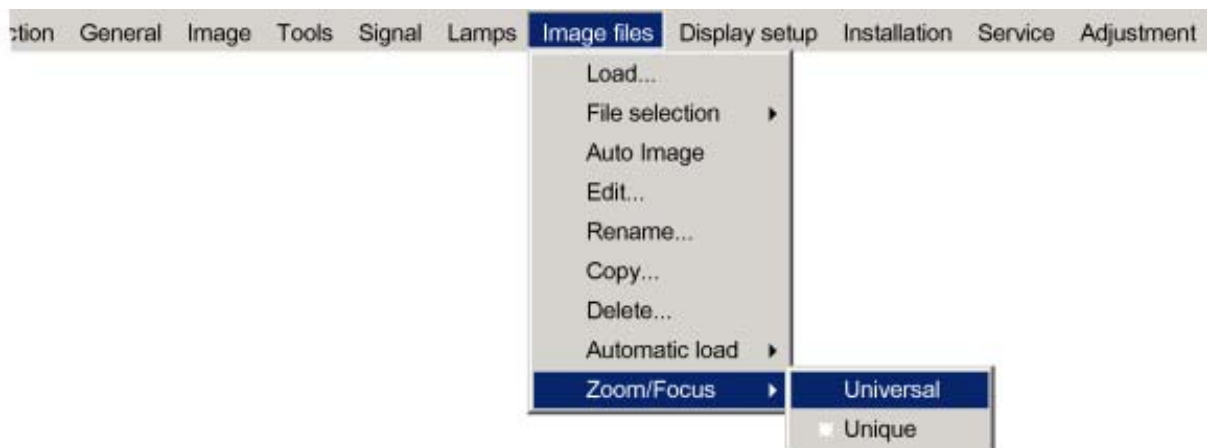 ction General Image Tools Signal Lamps Image files Display setup Installation Service Adjustment
Load...
File selection
Auto Image
Edit...
Rename...
Copy...
Delete...
Automatic load
Zoom/Focus Universal
Unique